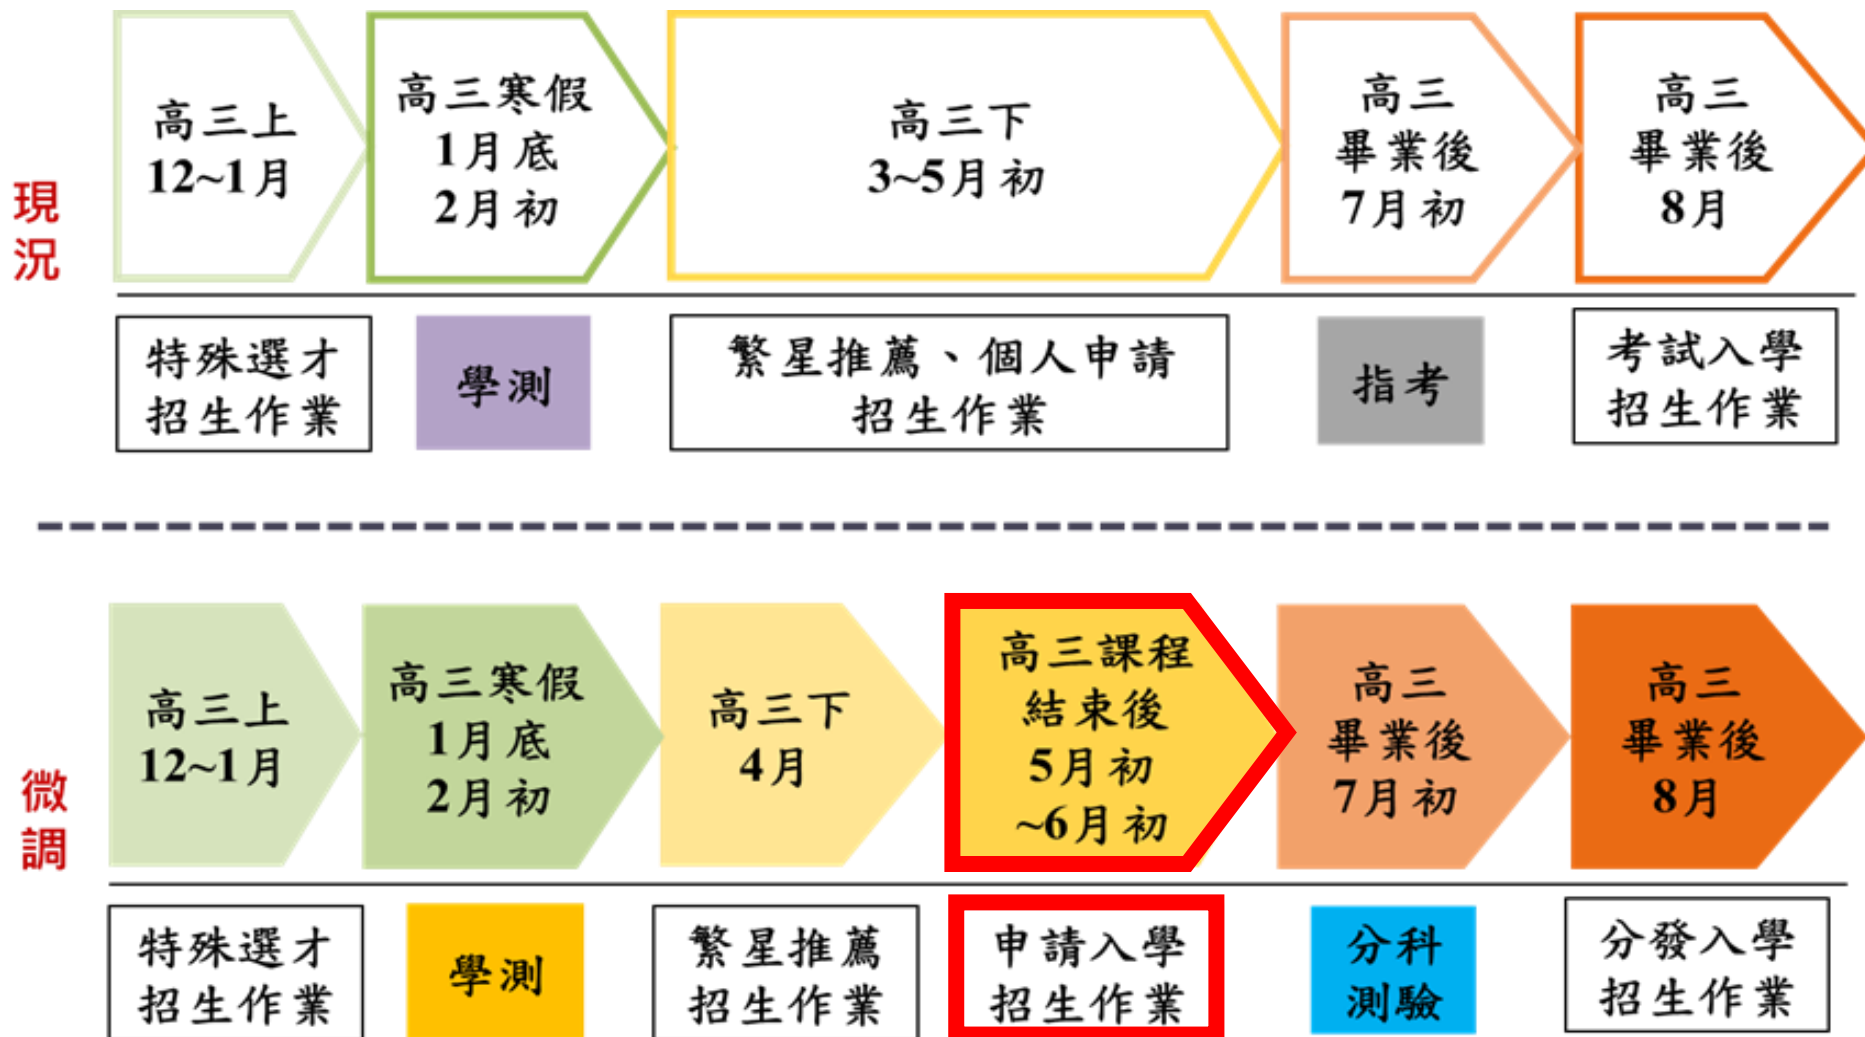 現況
高三上
12~1月
高三寒假
1月底
2月初
高三下
3~5月初
高三
畢業後
7月初
高三
畢業後
8月
特殊選才
招生作業
學測
繁星推薦、個人申請
招生作業
指考
考試入學
招生作業
微調
高三上
12~1月
高三寒假
1月底
2月初
高三下
4月
高三課程
結束後
5月初
~6月初
高三
畢業後
7月初
高三
畢業後
8月
特殊選才
招生作業
學測
繁星推薦
招生作業
申請入學
招生作業
分科
測驗
分發入學
招生作業